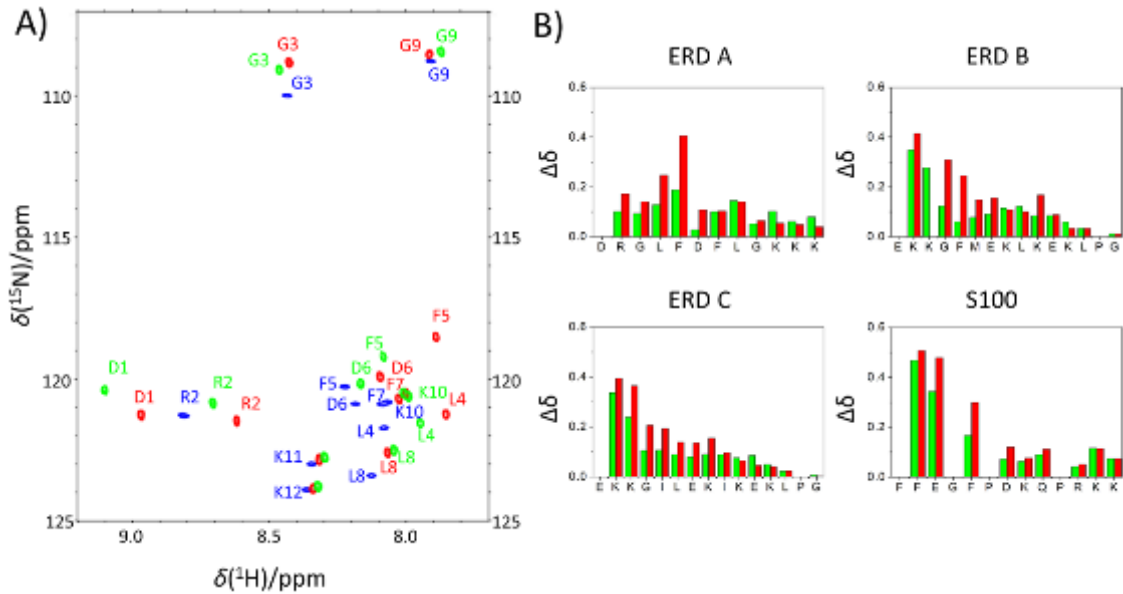 A)
B)
G9
G3
G9
G3
G9
G3
110
110
δ(¹⁵N)/ppm
115
115
F5
F5
D1
D6
D6
D1
R2
R2
R2
F5
F7
K10
120
120
D6
F7
K10
L4
L4
L4
K11
L8
L8
L8
K12
125
125
9.0
8.5
8.0
δ(¹H)/ppm
ERD A
0.6
0.4
Δδ
0.2
0.0
D R G L F D F L G K K K
ERD B
0.6
0.4
Δδ
0.2
0.0
E K K G F M E K L K E K L P G
ERD C
0.6
0.4
Δδ
0.2
0.0
E K K G I L E K I K E K L P G
S100
0.6
0.4
Δδ
0.2
0.0
F F E G F P D K Q P R K K